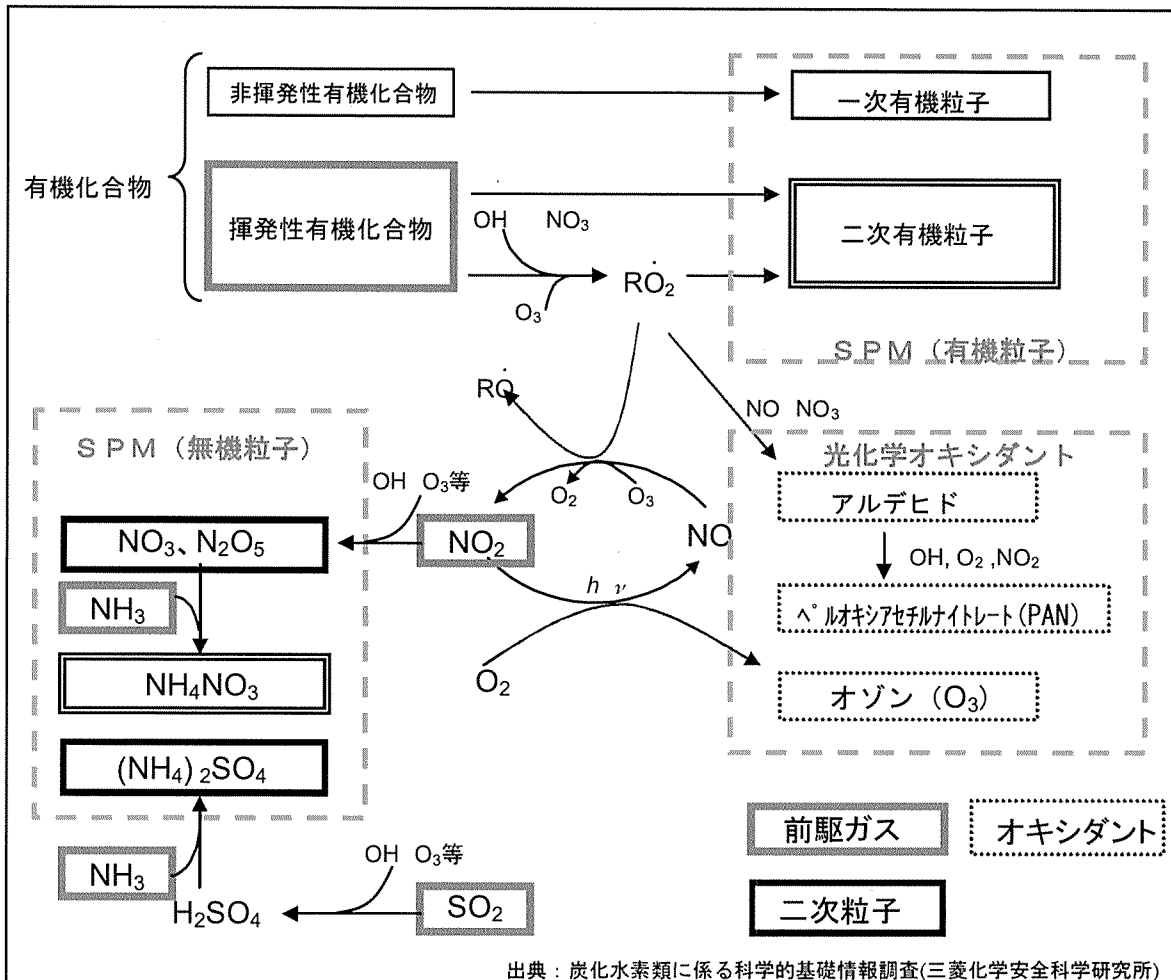 非揮発性有機化合物
一次有機粒子
有機化合物
揮発性有機化合物
OH NO₃
二次有機粒子
RȮ₂
O₃
SPM（有機粒子）
RȮ
NO NO₃
SPM（無機粒子）
光化学オキシダント
OH O₃等
O₂ O₃
アルデヒド
NO₃、N₂O₅
NO₂
NO
OH, O₂ ,NO₂
NH₃
h ν
ペルオキシアセチルナイトレート(PAN)
NH₄NO₃
O₂
オゾン（O₃）
(NH₄)₂SO₄
前駆ガス
オキシダント
NH₃
OH O₃等
H₂SO₄
SO₂
二次粒子
出典：炭化水素類に係る科学的基礎情報調査(三菱化学安全科学研究所)